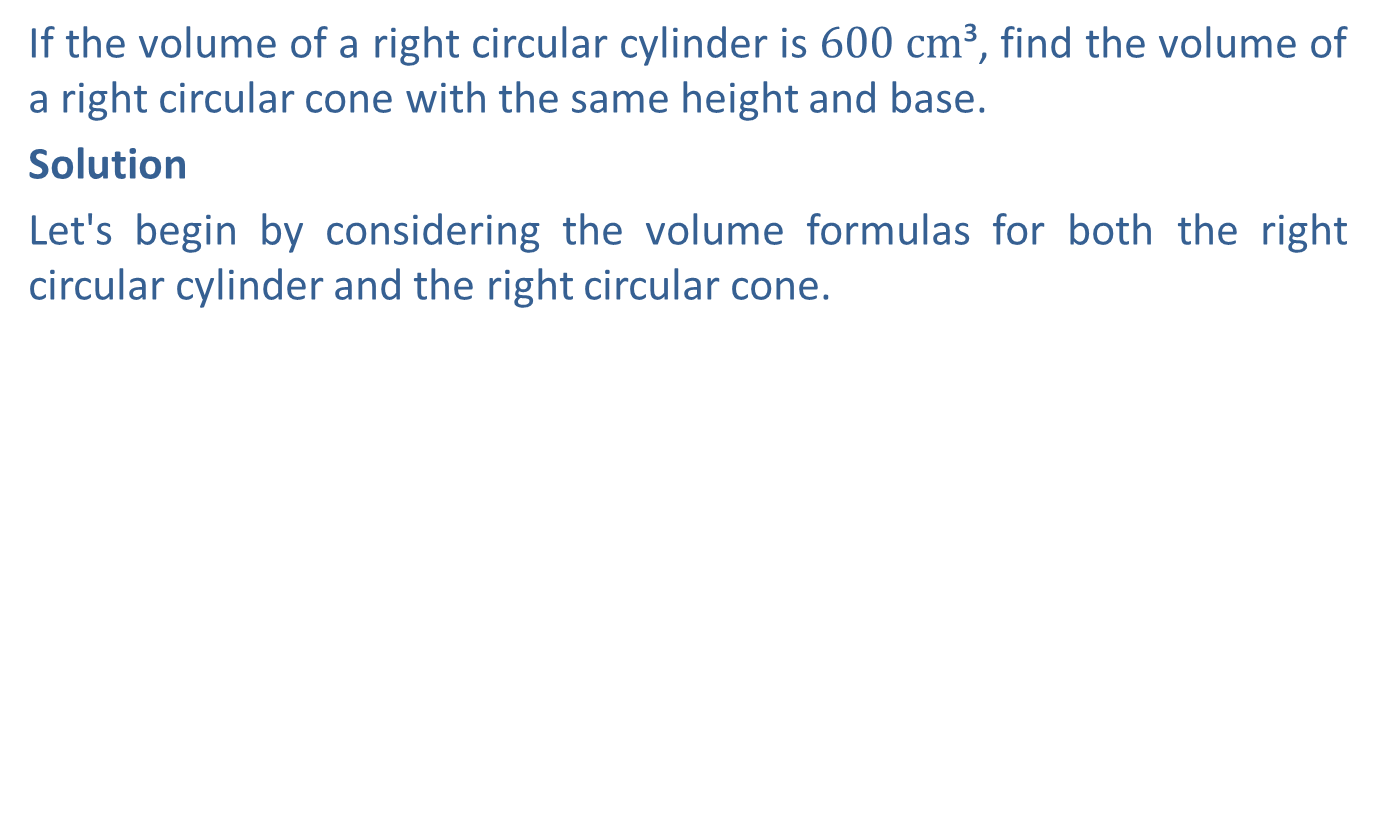 If the volume of a right circular cylinder is 600 cm³, find the volume of
a right circular cone with the same height and base.
Solution
Let's begin by considering the volume formulas for both the right
circular cylinder and the right circular cone.